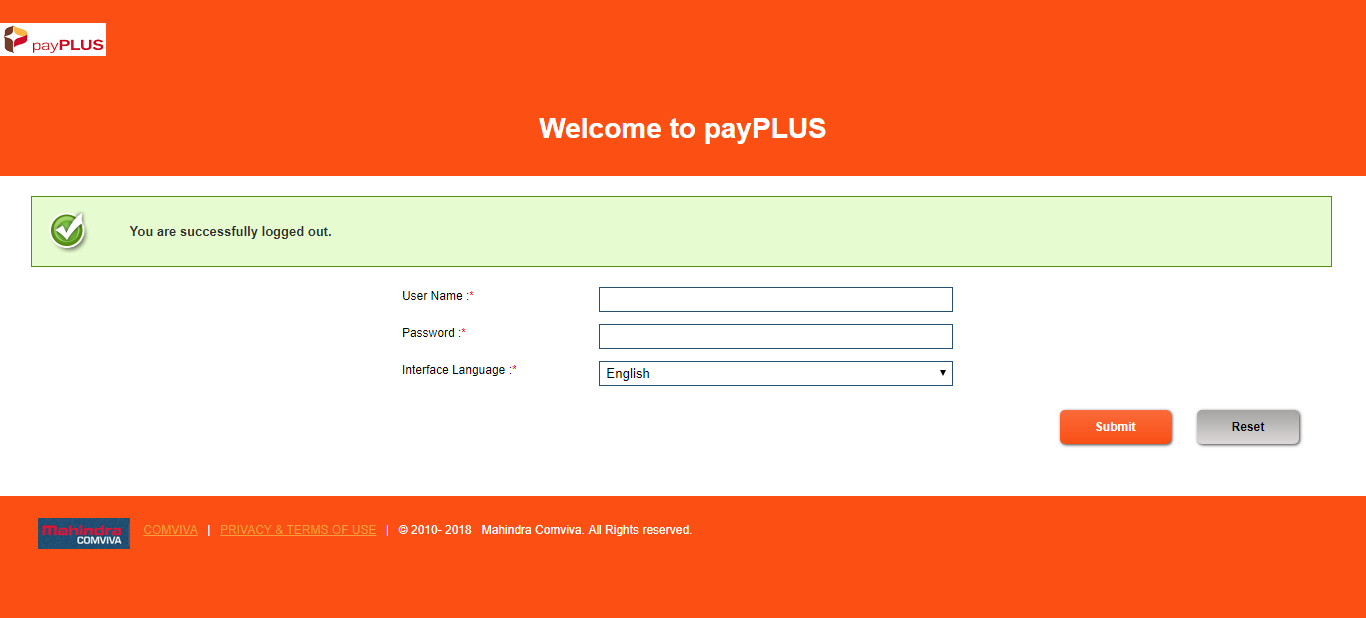 payPLUS
Welcome to payPLUS
You are successfully logged out.
User Name :*
Password :*
Interface Language :*
English
Submit
Reset
Mahindra
COMVIVA
COMVIVA | PRIVACY & TERMS OF USE | © 2010- 2018 Mahindra Comviva. All Rights reserved.